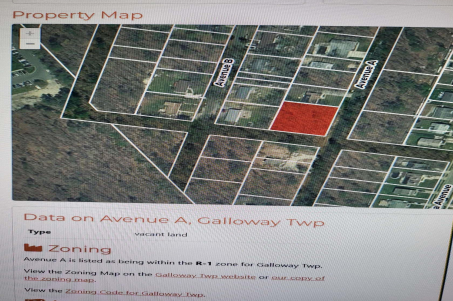 Property Map
+
−
Avenue B
Avenue A
Avenue
Data on Avenue A, Galloway Twp
Type vacant land
Zoning
Avenue A is listed as being within the R-1 zone for Galloway Twp.
View the Zoning Map on the Galloway Twp website or our copy of
the zoning map.
View the Zoning Code for Galloway Twp.